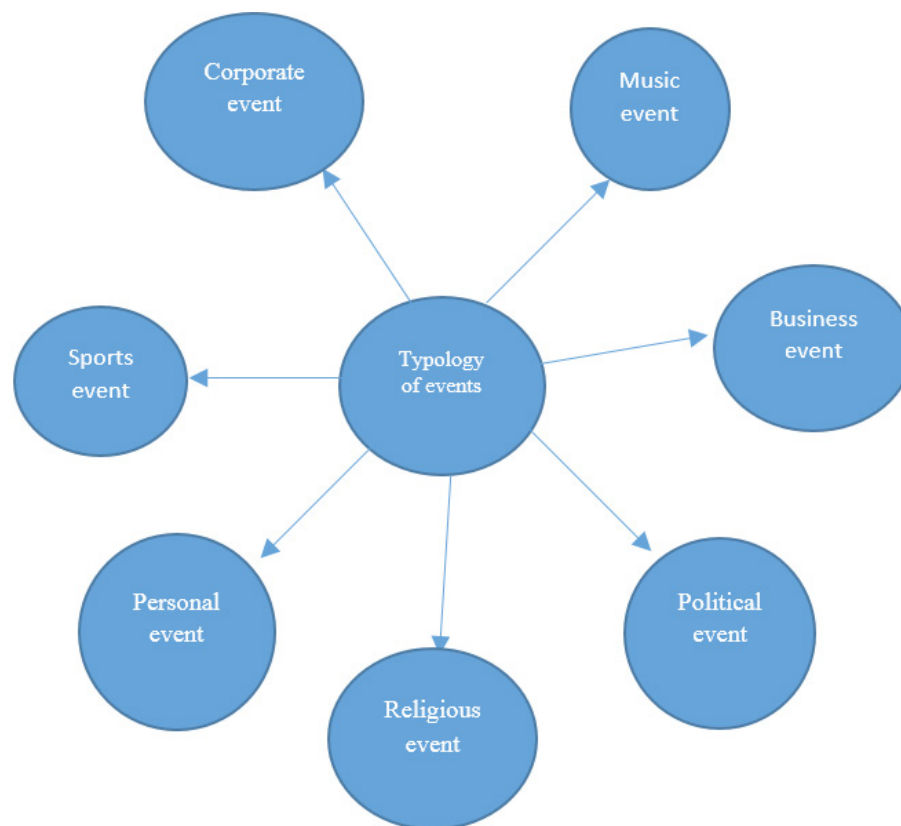 Corporate
event
Music
event
Business
event
Sports
event
Typology
of events
Personal
event
Political
event
Religious
event